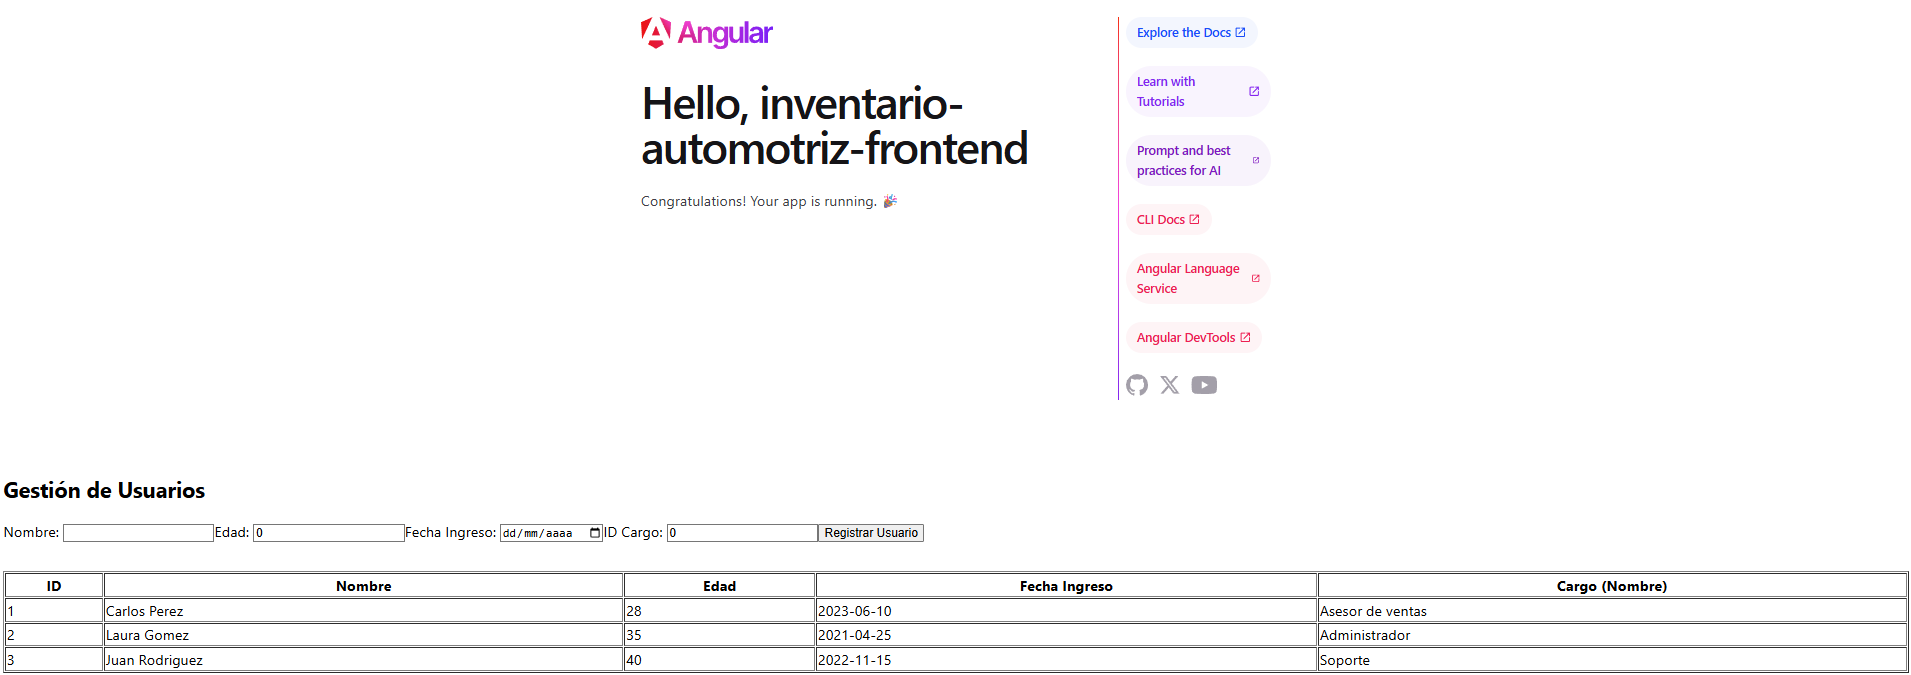 Angular
Hello, inventario-
automotriz-frontend
Congratulations! Your app is running. 🎉
Explore the Docs
Learn with
Tutorials
Prompt and best
practices for AI
CLI Docs
Angular Language
Service
Angular DevTools
Gestión de Usuarios
Nombre: Edad: 0 Fecha Ingreso: dd/mm/aaaa ID Cargo: 0 Registrar Usuario
ID Nombre Edad Fecha Ingreso Cargo (Nombre)
1 Carlos Perez 28 2023-06-10 Asesor de ventas
2 Laura Gomez 35 2021-04-25 Administrador
3 Juan Rodriguez 40 2022-11-15 Soporte